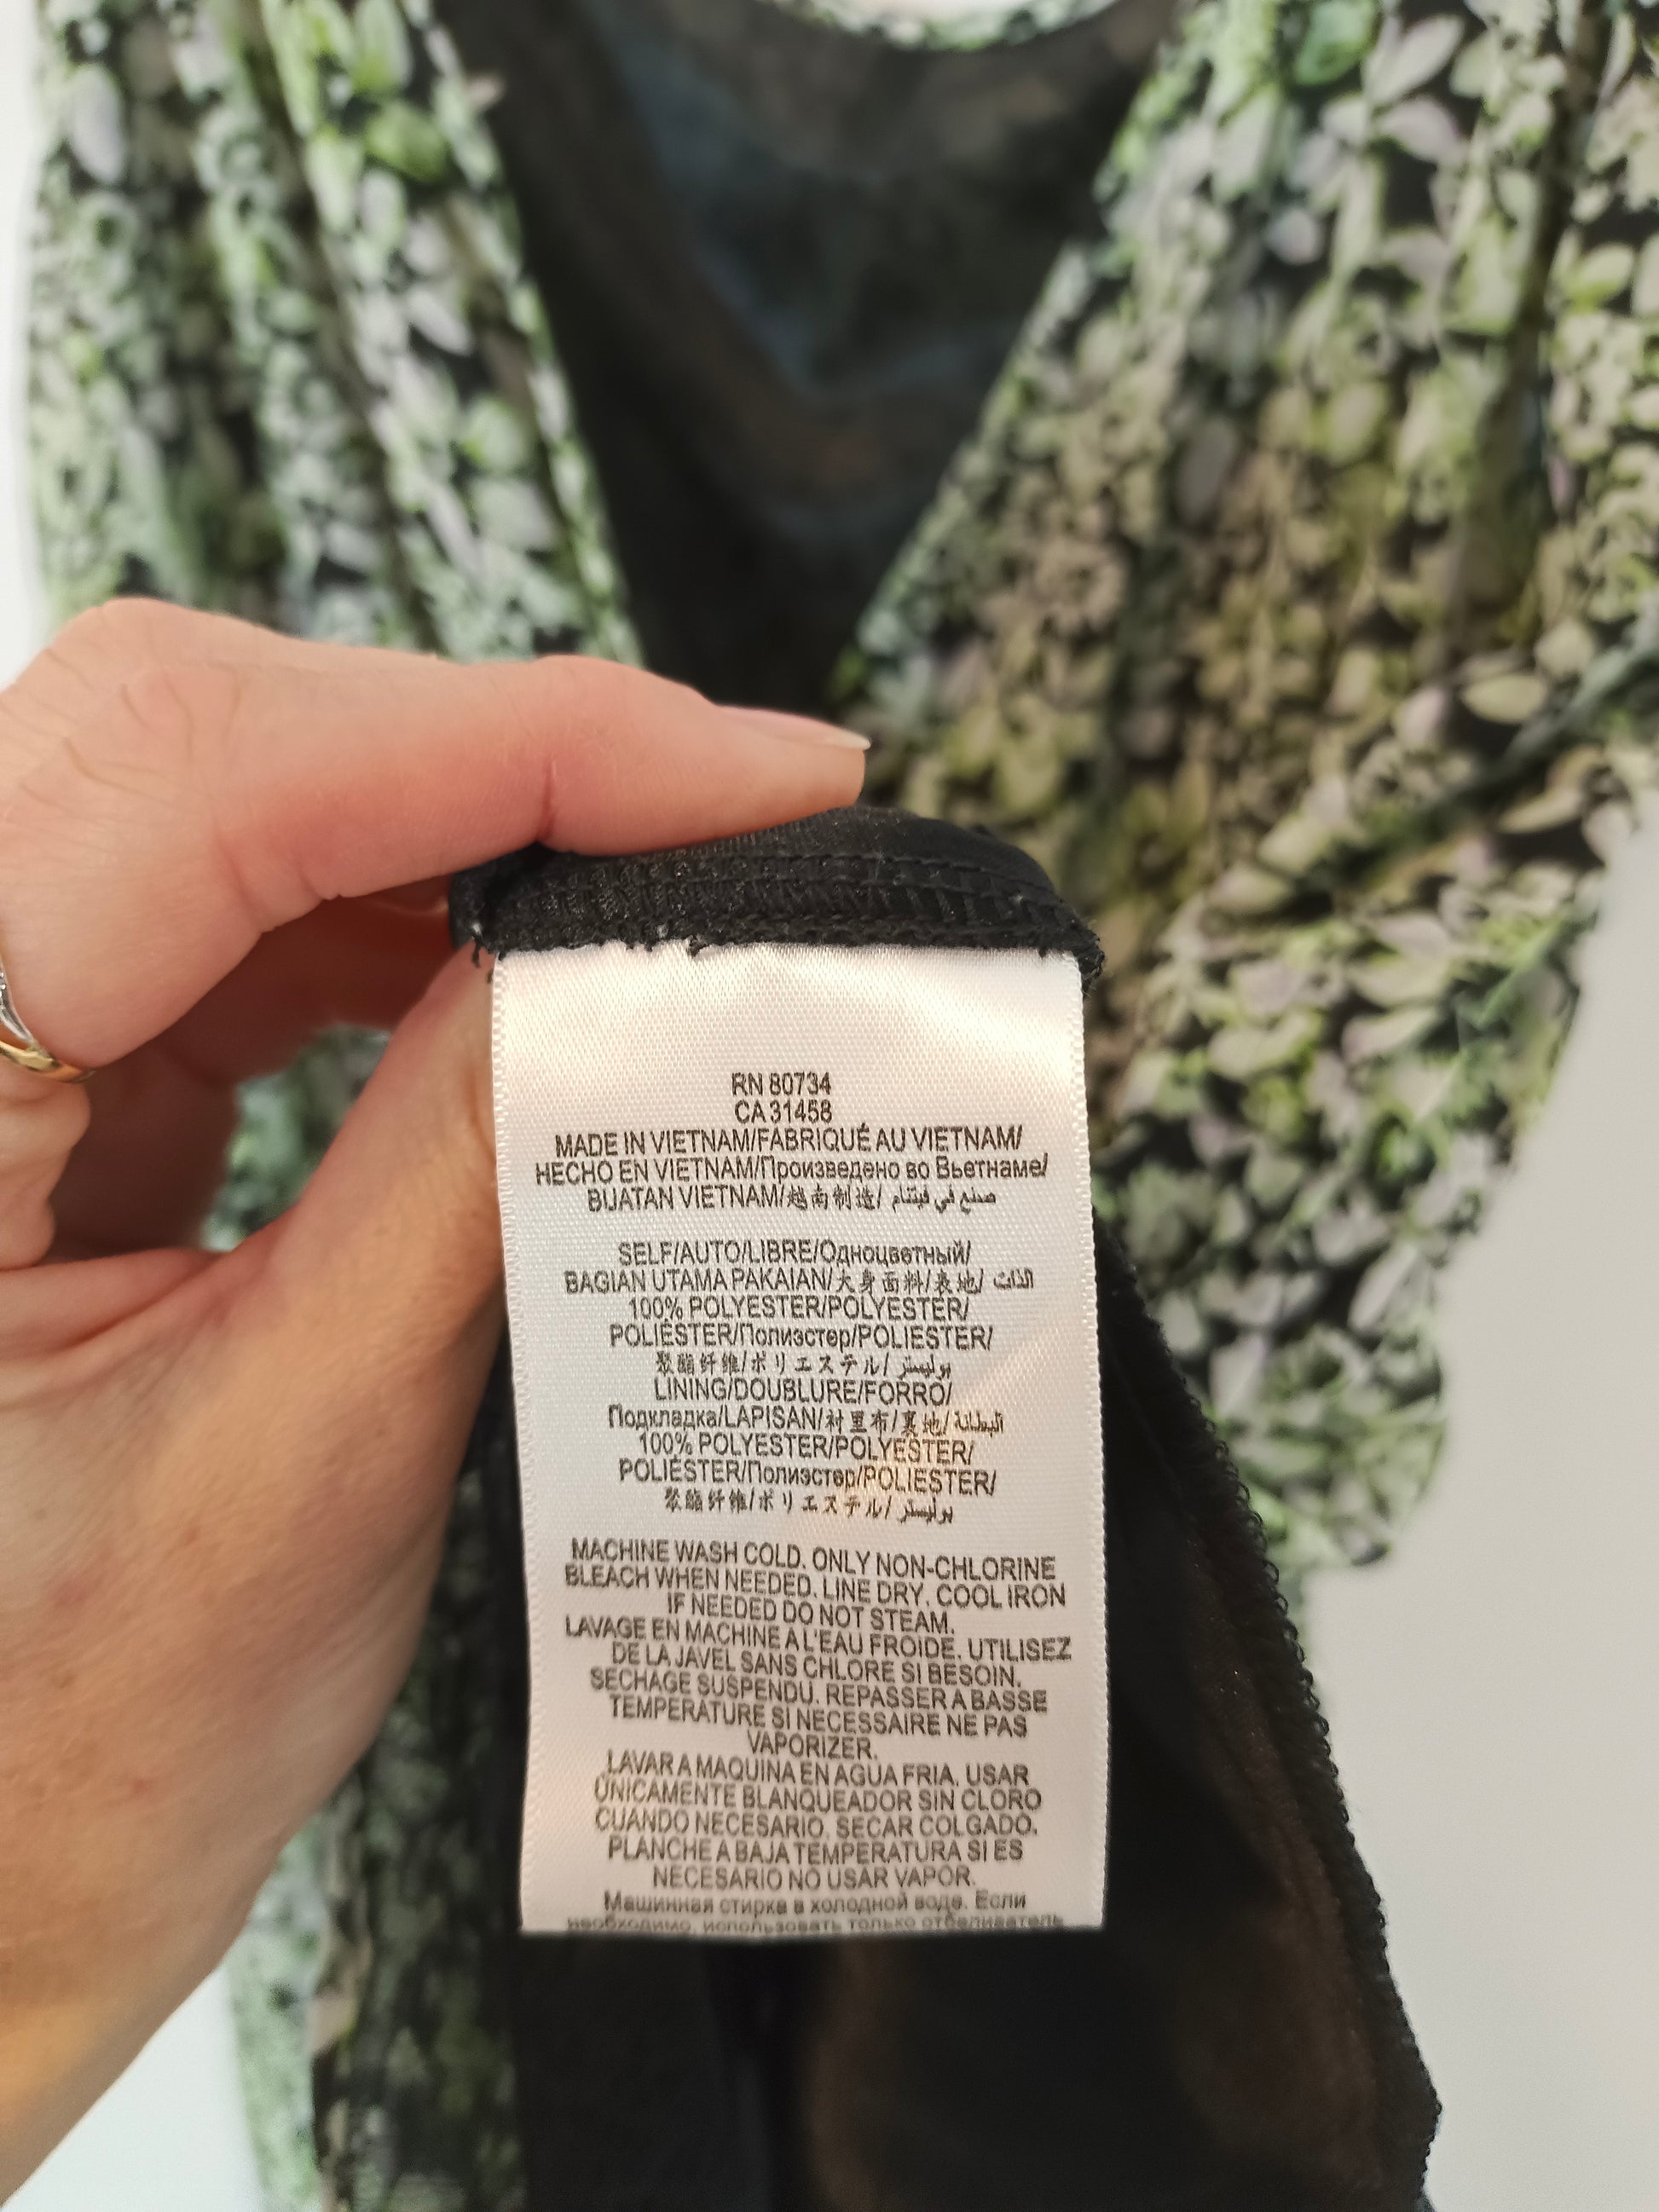 RN 80734
CA 31458
MADE IN VIETNAM/FABRIQUÉ AU VIETNAM/
HECHO EN VIETNAM/Произведено во Вьетнаме/
BUATAN VIETNAM/越南制造/ صنع في فيتنام
SELF/AUTO/LIBRE/Одноцветный/
BAGIAN UTAMA PAKAIAN/大身面料/表地/ الذات
100% POLYESTER/POLYESTER/
POLIÉSTER/Полиэстер/POLIESTER/
聚酯纤维/ポリエステル/ بوليستر
LINING/DOUBLURE/FORRO/
Подкладка/LAPISAN/衬里布/裏地/ البطانة
100% POLYESTER/POLYESTER/
POLIÉSTER/Полиэстер/POLIESTER/
聚酯纤维/ポリエステル/ بوليستر
MACHINE WASH COLD. ONLY NON-CHLORINE
BLEACH WHEN NEEDED. LINE DRY. COOL IRON
IF NEEDED DO NOT STEAM.
LAVAGE EN MACHINE A L'EAU FROIDE. UTILISEZ
DE LA JAVEL SANS CHLORE SI BESOIN.
SECHAGE SUSPENDU. REPASSER A BASSE
TEMPERATURE SI NECESSAIRE NE PAS
VAPORIZER.
LAVAR A MAQUINA EN AGUA FRIA. USAR
ÚNICAMENTE BLANQUEADOR SIN CLORO
CUANDO NECESARIO. SECAR COLGADO.
PLANCHE A BAJA TEMPERATURA SI ES
NECESARIO NO USAR VAPOR.
Машинная стирка в холодной воде. Если
необходимо, использовать только отбеливатель